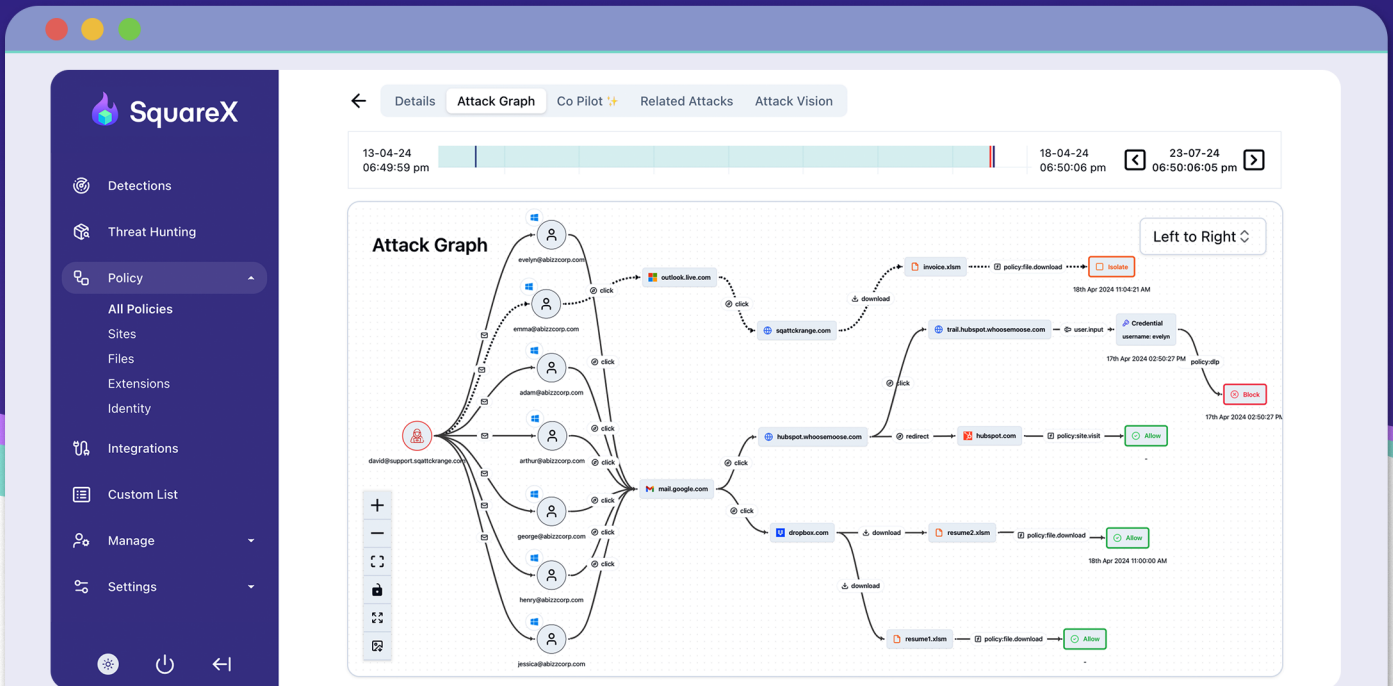 SquareX
Detections
Threat Hunting
Policy
All Policies
Sites
Files
Extensions
Identity
Integrations
Custom List
Manage
Settings
Details
Attack Graph
Co Pilot
Related Attacks
Attack Vision
13-04-24
06:49:59 pm
18-04-24
06:50:06 pm
23-07-24
06:50:06:05 pm
Attack Graph
Left to Right
david@support.sqattckrange.com
evelyn@abizzcorp.com
emma@abizzcorp.com
adam@abizzcorp.com
arthur@abizzcorp.com
george@abizzcorp.com
henry@abizzcorp.com
jessica@abizzcorp.com
click
click
click
click
click
click
click
outlook.live.com
click
sqattckrange.com
download
invoice.xlsm
policy:file.download
Isolate
18th Apr 2024 11:04:21 AM
mail.google.com
click
hubspot.whoosemoose.com
click
trail.hubspot.whoosemoose.com
user.input
Credential
username: evelyn
17th Apr 2024 02:50:27 PM
policy:dlp
Block
17th Apr 2024 02:50:27 PM
redirect
hubspot.com
policy:site.visit
Allow
-
click
dropbox.com
download
resume2.xlsm
policy:file.download
Allow
18th Apr 2024 11:00:00 AM
download
resume1.xlsm
policy:file.download
Allow
-